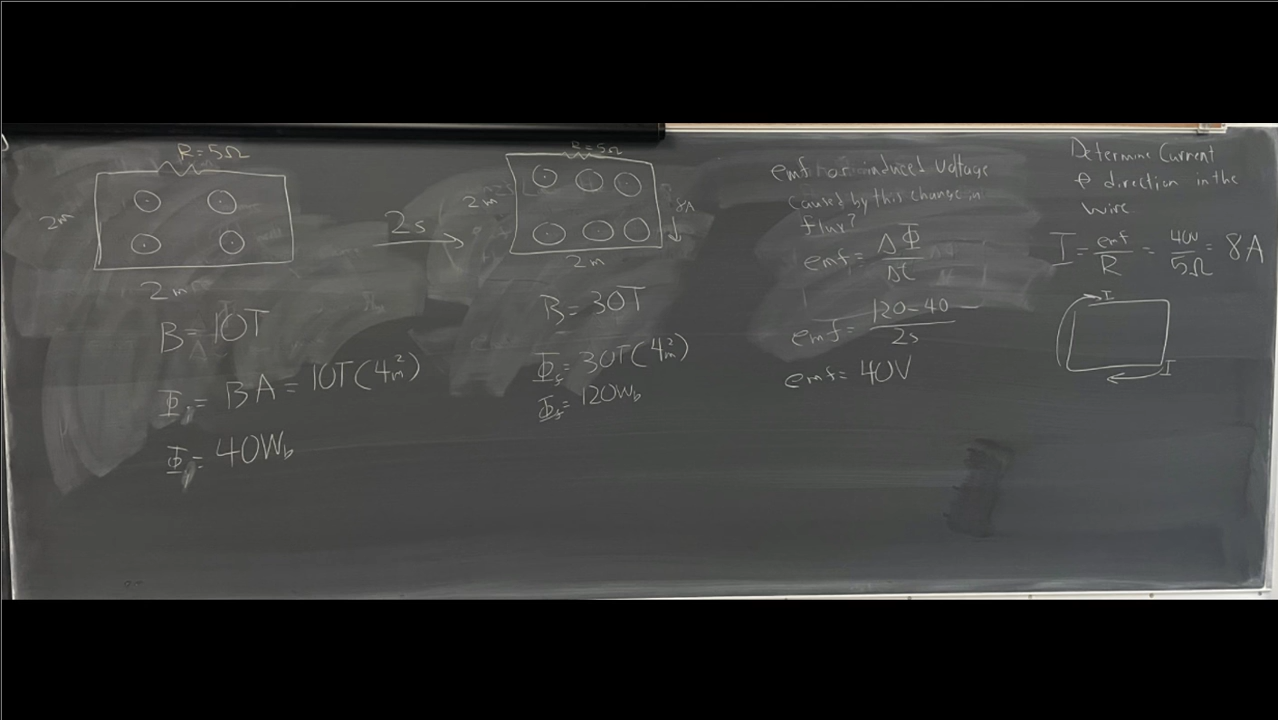 R = 5Ω
2m
2m
B = 10T
Φᵢ = BA = 10T(4m²)
Φᵢ = 40Wb
2s
R = 5Ω
2m
8A
2m
B = 30T
Φf = 30T(4m²)
Φf = 120Wb
emf or induced voltage
caused by this change in
flux?
emf = ΔΦ/Δt
emf = 120-40/2s
emf = 40V
Determine Current
& direction in the
wire
I = emf/R = 40V/5Ω = 8A
I
I